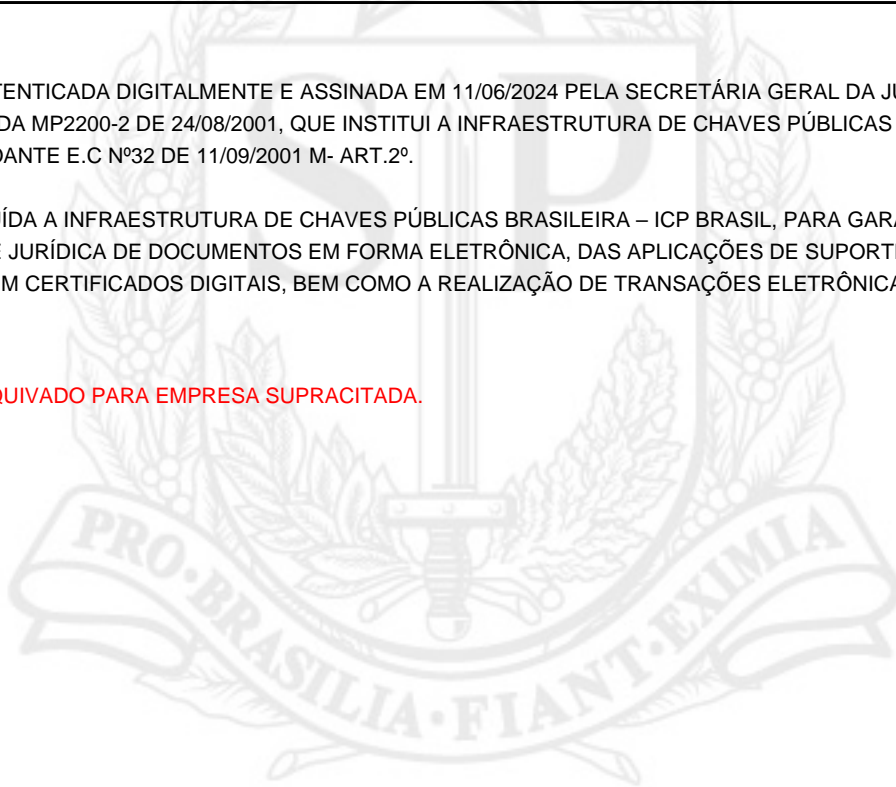 TENTICADA DIGITALMENTE E ASSINADA EM 11/06/2024 PELA SECRETÁRIA GERAL DA JU
DA MP2200-2 DE 24/08/2001, QUE INSTITUI A INFRAESTRUTURA DE CHAVES PÚBLICAS
DANTE E.C Nº32 DE 11/09/2001 M- ART.2º.
UÍDA A INFRAESTRUTURA DE CHAVES PÚBLICAS BRASILEIRA – ICP BRASIL, PARA GARA
E JURÍDICA DE DOCUMENTOS EM FORMA ELETRÔNICA, DAS APLICAÇÕES DE SUPORTE
M CERTIFICADOS DIGITAIS, BEM COMO A REALIZAÇÃO DE TRANSAÇÕES ELETRÔNICA
QUIVADO PARA EMPRESA SUPRACITADA.
SP
PRO·BRASILIA·FIANT·EXIMIA